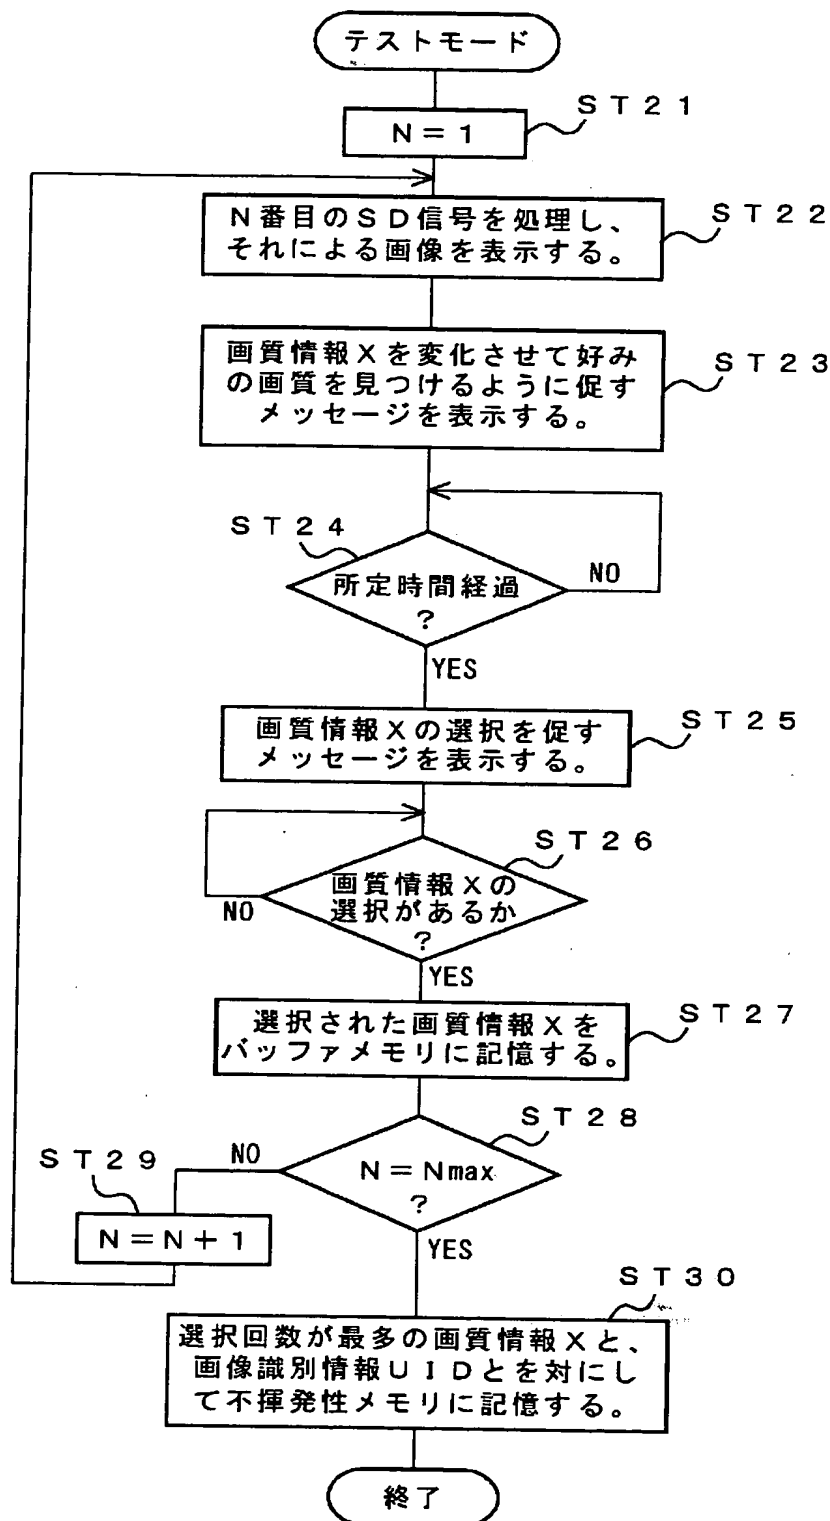 テストモード
ST21
N=1
ST22
N番目のSD信号を処理し、
それによる画像を表示する。
ST23
画質情報Xを変化させて好み
の画質を見つけるように促す
メッセージを表示する。
ST24
所定時間経過
?
NO
YES
ST25
画質情報Xの選択を促す
メッセージを表示する。
ST26
画質情報Xの
選択があるか
?
NO
YES
ST27
選択された画質情報Xを
バッファメモリに記憶する。
ST28
N=Nmax
?
NO
ST29
N=N+1
YES
ST30
選択回数が最多の画質情報Xと、
画像識別情報UIDとを対にし
て不揮発性メモリに記憶する。
終了